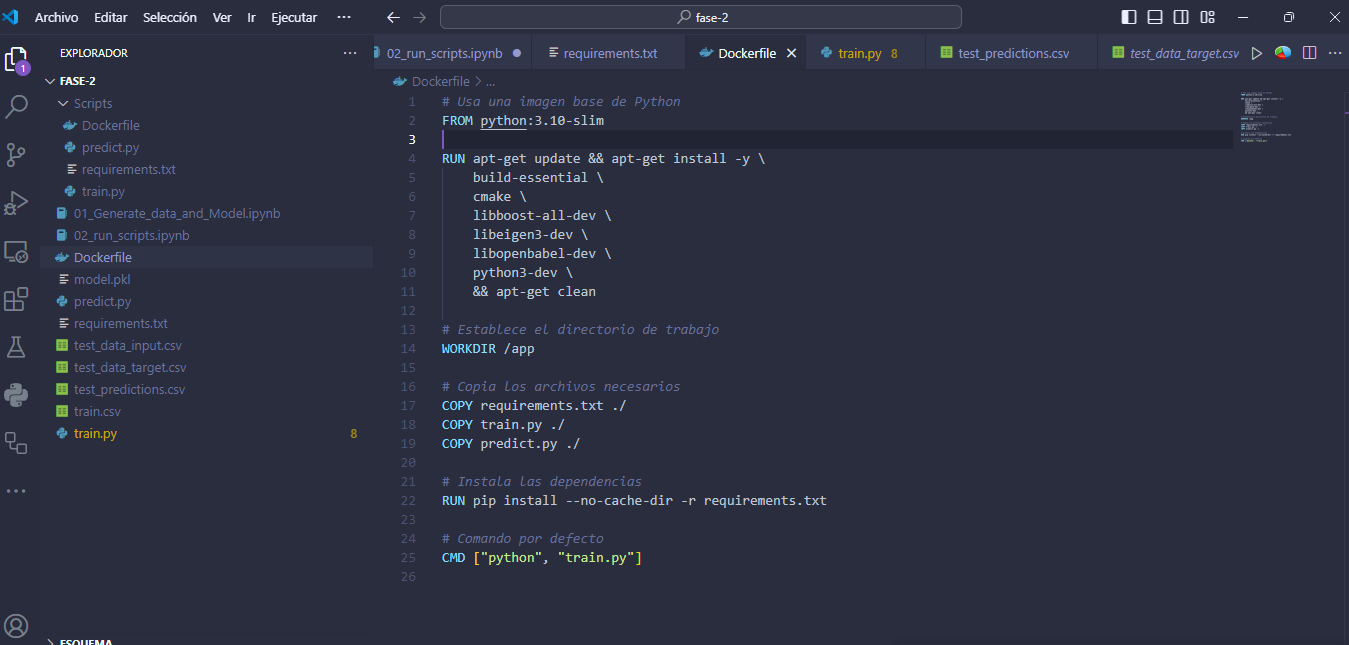 Archivo Editar Selección Ver Ir Ejecutar ··· fase-2
EXPLORADOR ···
02_run_scripts.ipynb requirements.txt Dockerfile train.py 8 test_predictions.csv test_data_target.csv ···
1
FASE-2
Scripts
Dockerfile
predict.py
requirements.txt
train.py
01_Generate_data_and_Model.ipynb
02_run_scripts.ipynb
Dockerfile
model.pkl
predict.py
requirements.txt
test_data_input.csv
test_data_target.csv
test_predictions.csv
train.csv
train.py 8
ESQUEMA
Dockerfile > ...
1 # Usa una imagen base de Python
2 FROM python:3.10-slim
3
4 RUN apt-get update && apt-get install -y \
5 build-essential \
6 cmake \
7 libboost-all-dev \
8 libeigen3-dev \
9 libopenbabel-dev \
10 python3-dev \
11 && apt-get clean
12
13 # Establece el directorio de trabajo
14 WORKDIR /app
15
16 # Copia los archivos necesarios
17 COPY requirements.txt ./
18 COPY train.py ./
19 COPY predict.py ./
20
21 # Instala las dependencias
22 RUN pip install --no-cache-dir -r requirements.txt
23
24 # Comando por defecto
25 CMD ["python", "train.py"]
26